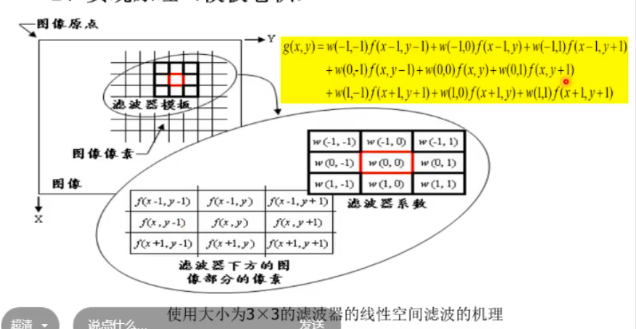 图像原点
Y
g(x,y)=w(-1,-1)f(x-1,y-1)+w(-1,0)f(x-1,y)+w(-1,1)f(x-1,y+1)
+w(0,-1)f(x,y-1)+w(0,0)f(x,y)+w(0,1)f(x,y+1)
+w(1,-1)f(x+1,y+1)+w(1,0)f(x+1,y)+w(1,1)f(x+1,y+1)
滤波器模板
图像像素
图像
X
w(-1,-1) w(-1,0) w(-1,1)
w(0,-1) w(0,0) w(0,1)
w(1,-1) w(1,0) w(1,1)
滤波器系数
f(x-1,y-1) f(x-1,y) f(x-1,y+1)
f(x,y-1) f(x,y) f(x,y+1)
f(x+1,y-1) f(x+1,y) f(x+1,y+1)
滤波器下方的图
像部分的像素
使用大小为3×3的滤波器的线性空间滤波的机理
超清
说点什么...
发送